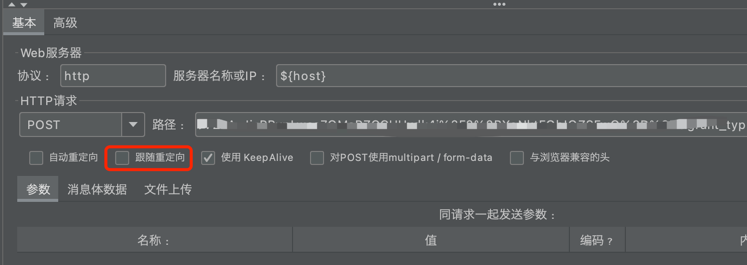 基本 高级
Web服务器
协议： http 服务器名称或IP： ${host}
HTTP请求
POST 路径：
自动重定向 跟随重定向 使用 KeepAlive 对POST使用multipart / form-data 与浏览器兼容的头
参数 消息体数据 文件上传
同请求一起发送参数：
名称： 值 编码？ 内